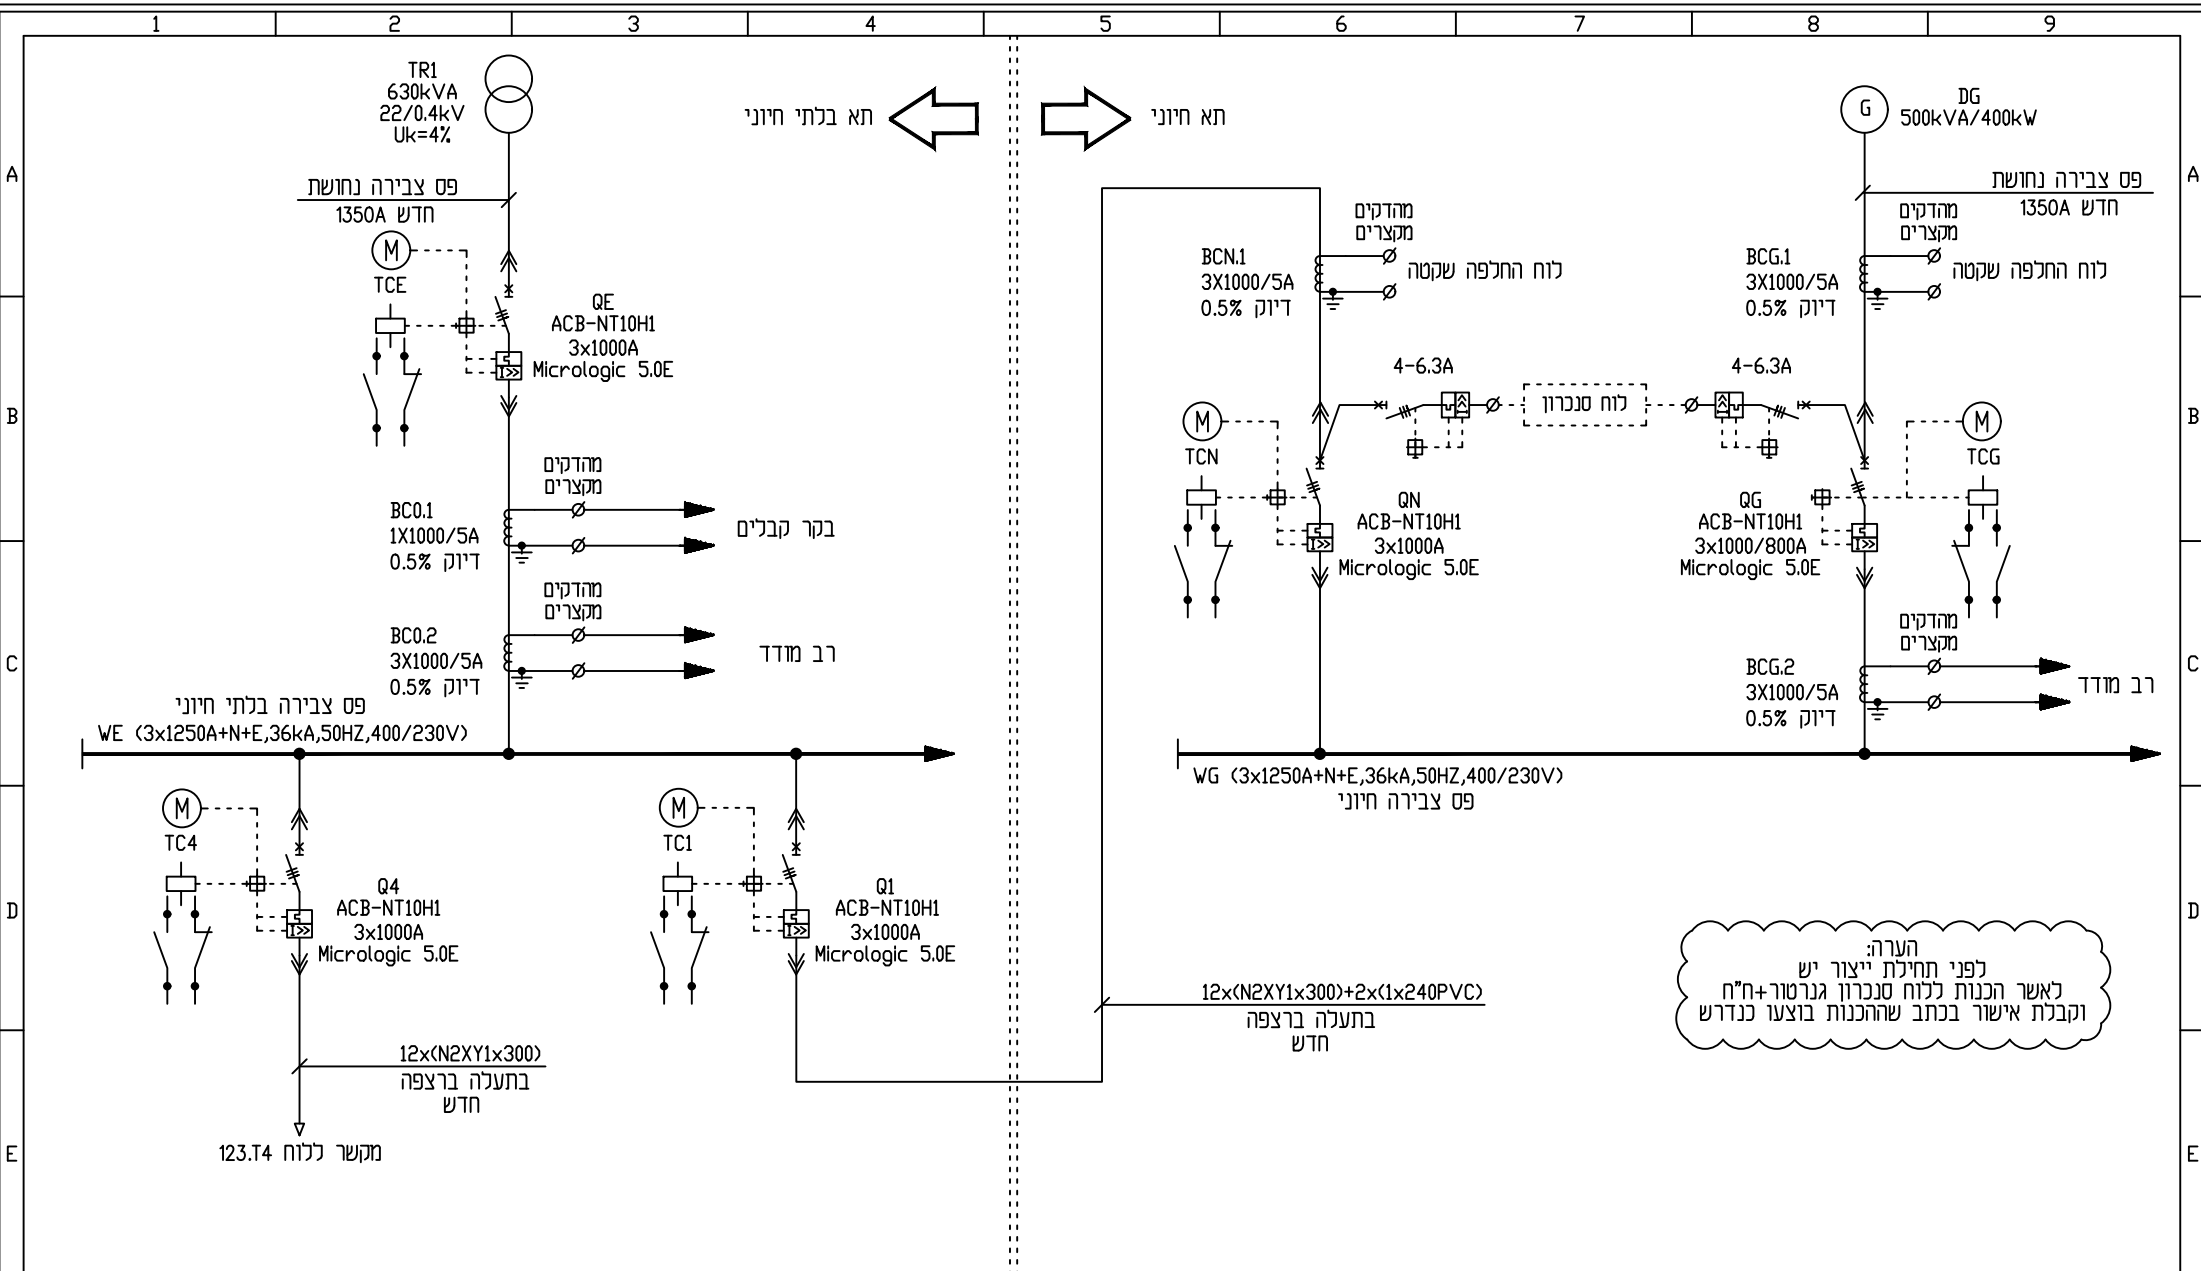 1 2 3 4 5 6 7 8 9
A
B
C
D
E
A
B
C
D
E
TR1
630kVA
22/0.4kV
Uk=4%
תא בלתי חיוני
תא חיוני
G
DG
500kVA/400kW
פס צבירה נחושת
חדש 1350A
M
TCE
QE
ACB-NT10H1
3x1000A
Micrologic 5.0E
I>>
מהדקים
מקצרים
BC0.1
1X1000/5A
דיוק 0.5%
בקר קבלים
מהדקים
מקצרים
BC0.2
3X1000/5A
דיוק 0.5%
רב מודד
פס צבירה בלתי חיוני
WE (3x1250A+N+E,36kA,50HZ,400/230V)
M
TC4
Q4
ACB-NT10H1
3x1000A
Micrologic 5.0E
I>>
12x(N2XY1x300)
בתעלה ברצפה
חדש
מקשר ללוח 123.T4
M
TC1
Q1
ACB-NT10H1
3x1000A
Micrologic 5.0E
I>>
12x(N2XY1x300)+2x(1x240PVC)
בתעלה ברצפה
חדש
מהדקים
מקצרים
BCN.1
3X1000/5A
דיוק 0.5%
לוח החלפה שקטה
4-6.3A
לוח סנכרון
4-6.3A
M
TCN
QN
ACB-NT10H1
3x1000A
Micrologic 5.0E
I>>
פס צבירה נחושת
חדש 1350A
מהדקים
מקצרים
BCG.1
3X1000/5A
דיוק 0.5%
לוח החלפה שקטה
M
TCG
QG
ACB-NT10H1
3x1000/800A
Micrologic 5.0E
I>>
מהדקים
מקצרים
BCG.2
3X1000/5A
דיוק 0.5%
רב מודד
WG (3x1250A+N+E,36kA,50HZ,400/230V)
פס צבירה חיוני
הערה:
לפני תחילת ייצור יש
לאשר הכנות ללוח סנכרון גנרטור+ח"ח
וקבלת אישור בכתב שההכנות בוצעו כנדרש